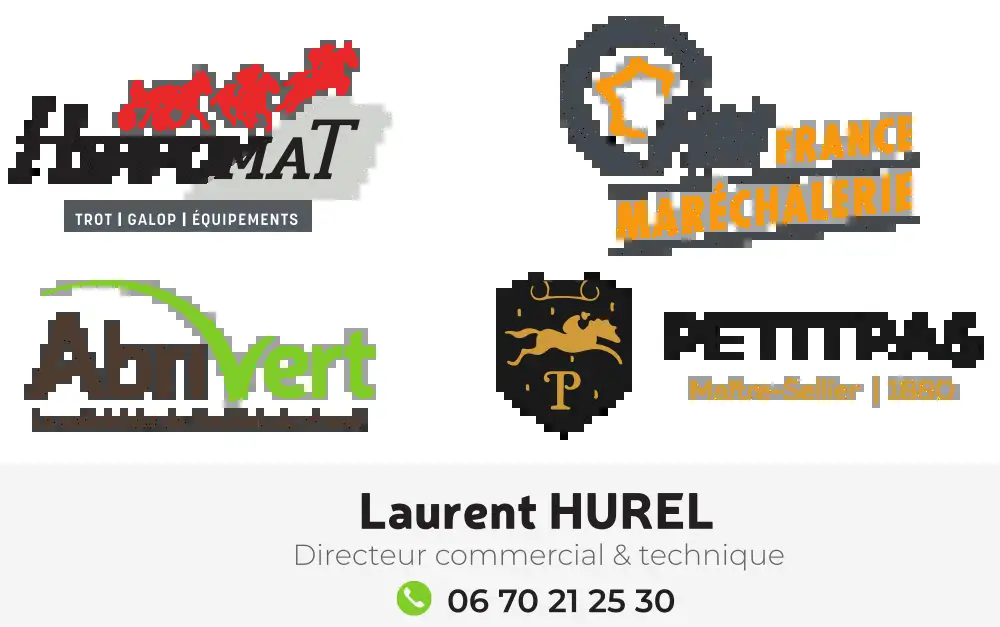 HIPPOMAT
TROT | GALOP | ÉQUIPEMENTS
FRANCE
MARÉCHALERIE
AbriVert
PETITPAS
Maître-Sellier | 1880
P
Laurent HUREL
Directeur commercial & technique
06 70 21 25 30